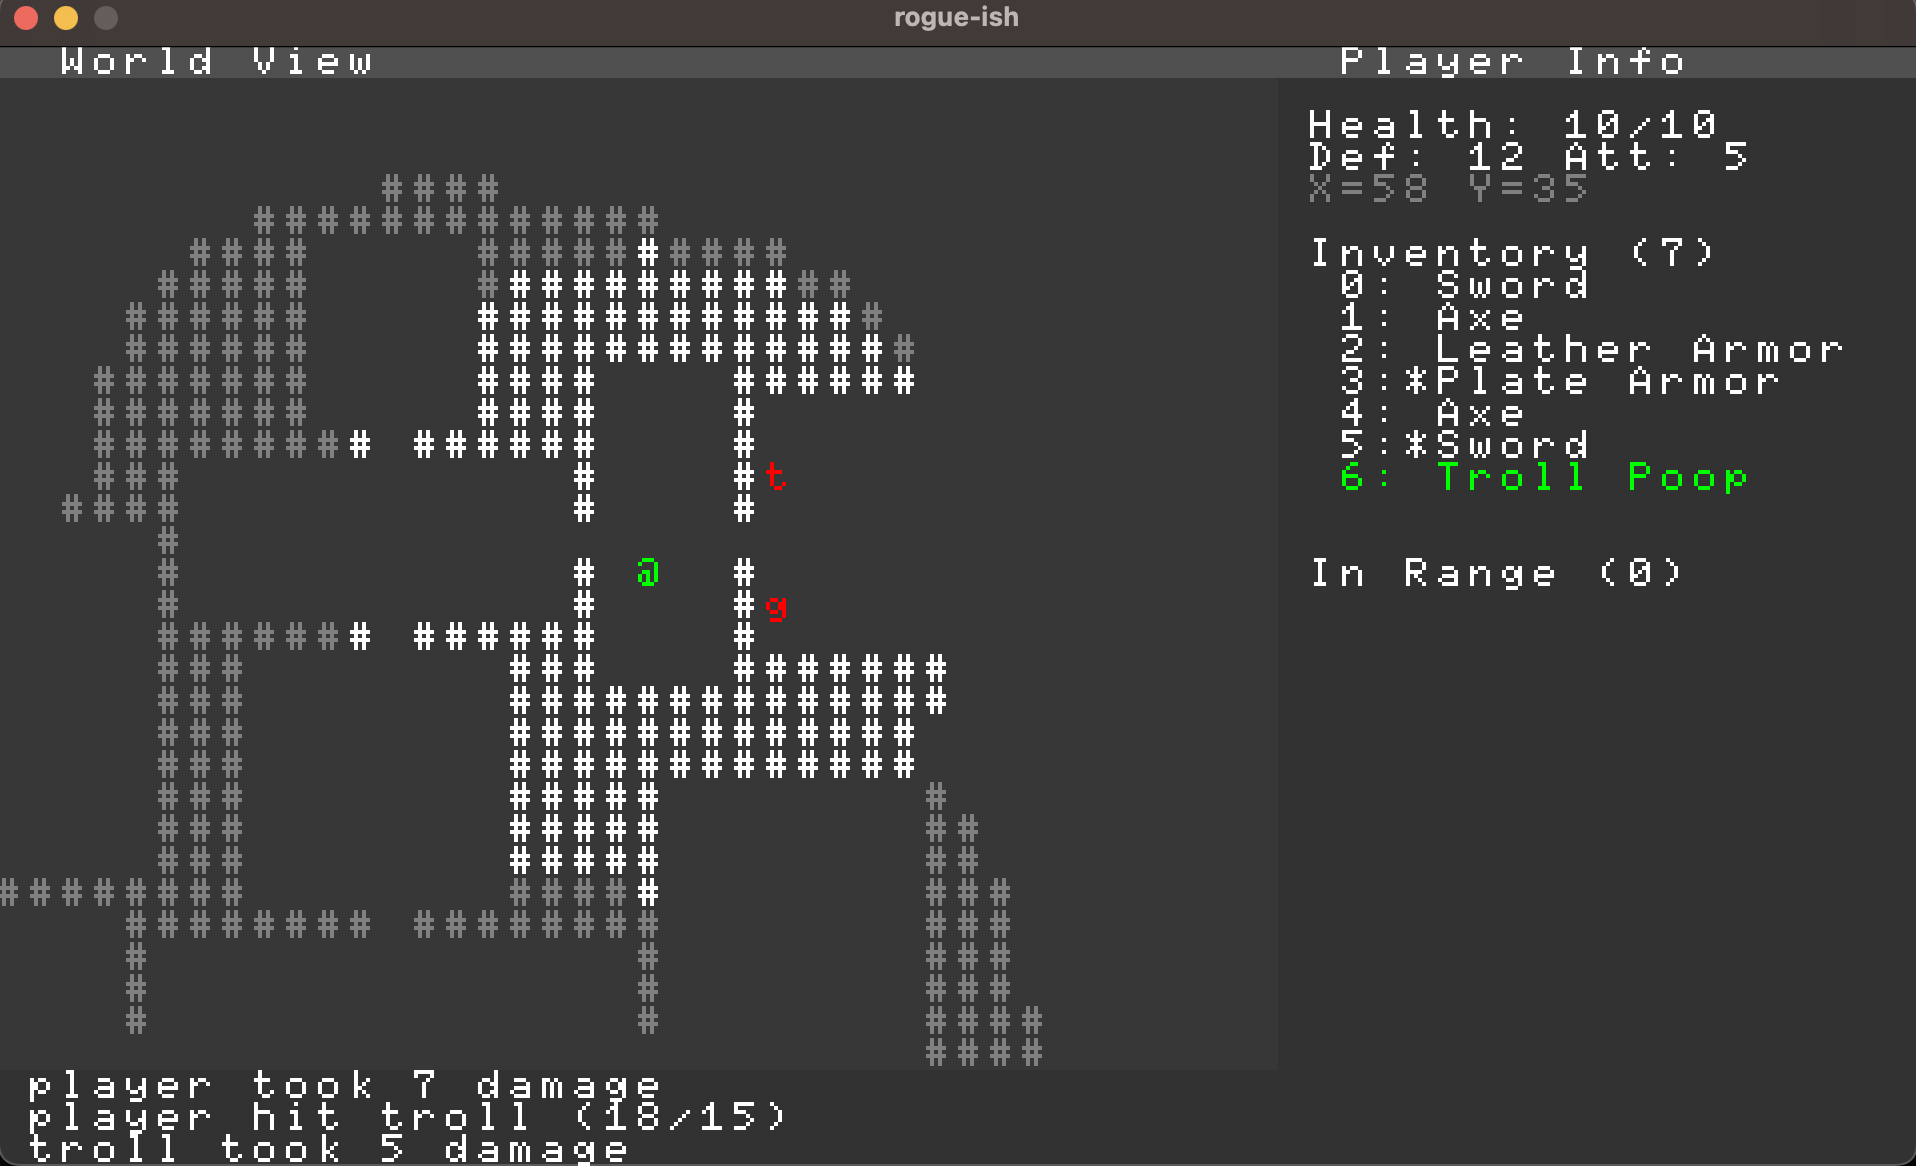 rogue-ish
World View
Player Info
Health: 10/10
Def: 12 Att: 5
X=58 Y=35
Inventory (7)
0: Sword
1: Axe
2: Leather Armor
3:*Plate Armor
4: Axe
5:*Sword
6: Troll Poop
In Range (0)
# # # #
# # # # # # # # # # # # #
# # # # # # # # # # # # # #
# # # # # # # # # # # # # # # # #
# # # # # # # # # # # # # # # # # # #
# # # # # # # # # # # # # # # # # # # #
# # # # # # # # # # # # # # # # #
# # # # # # # # # # # #
# # # # # # # # # # # # # # # #
# # # # # t
# # # # # #
#
# # @ #
# # # g
# # # # # # # # # # # # # #
# # # # # # # # # # # # #
# # # # # # # # # # # # # # # # #
# # # # # # # # # # # # # # # #
# # # # # # # # # # # # # # # #
# # # # # # # # #
# # # # # # # # # #
# # # # # # # # # #
# # # # # # # # # # # # # # # #
# # # # # # # # # # # # # # # # # / # #
# # # # #
# # # # #
# # # # # #
# # # #
player took 7 damage
player hit troll (18/15)
troll took 5 damage